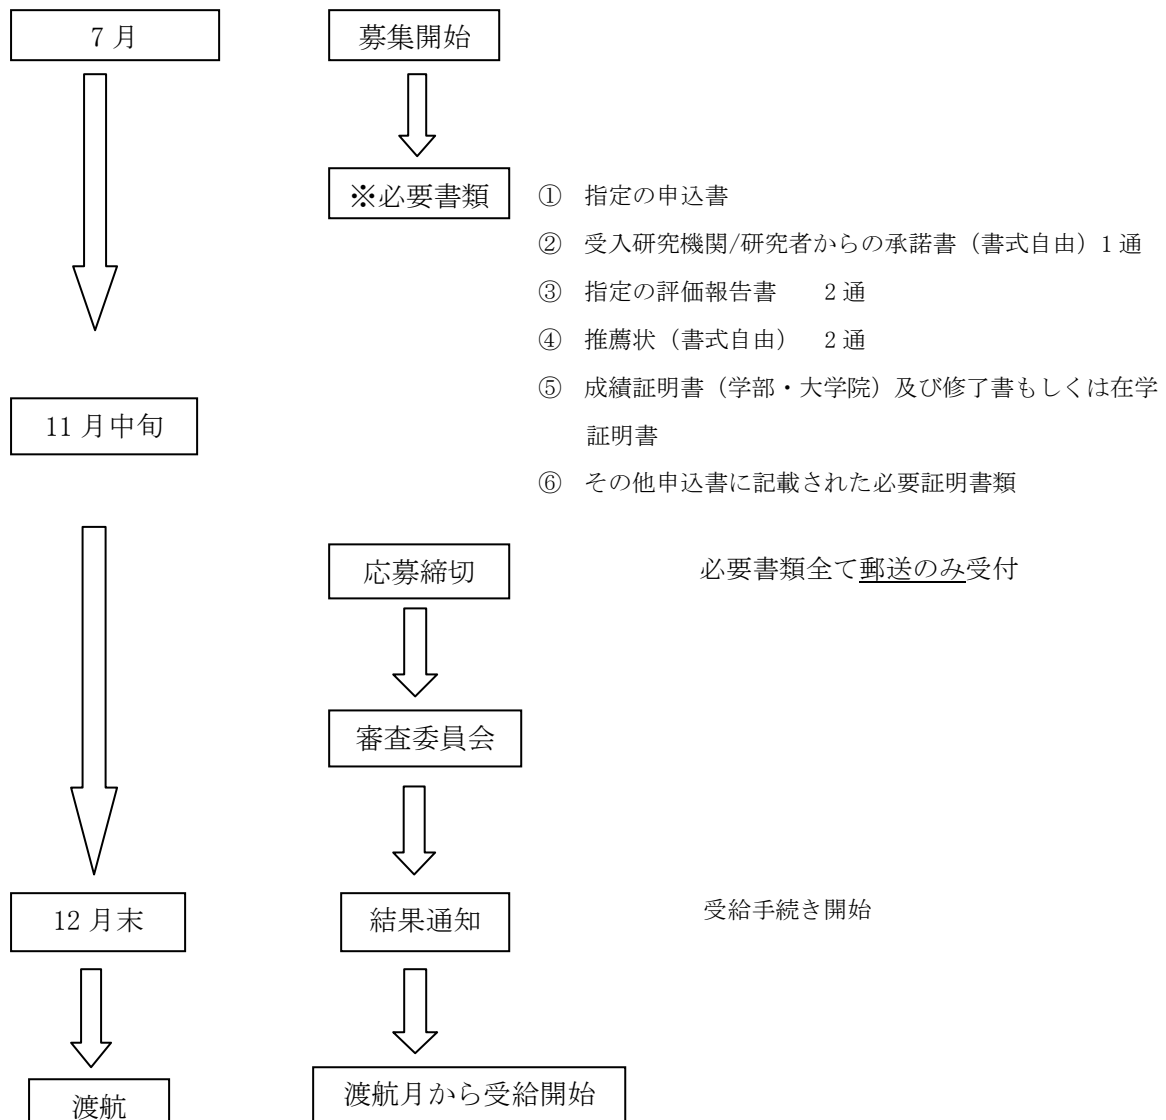 7月
募集開始
※必要書類
① 指定の申込書
② 受入研究機関/研究者からの承諾書（書式自由）1通
③ 指定の評価報告書　　2通
④ 推薦状（書式自由）　2通
⑤ 成績証明書（学部・大学院）及び修了書もしくは在学
証明書
⑥ その他申込書に記載された必要証明書類
11月中旬
応募締切
必要書類全て郵送のみ受付
審査委員会
12月末
結果通知
受給手続き開始
渡航
渡航月から受給開始